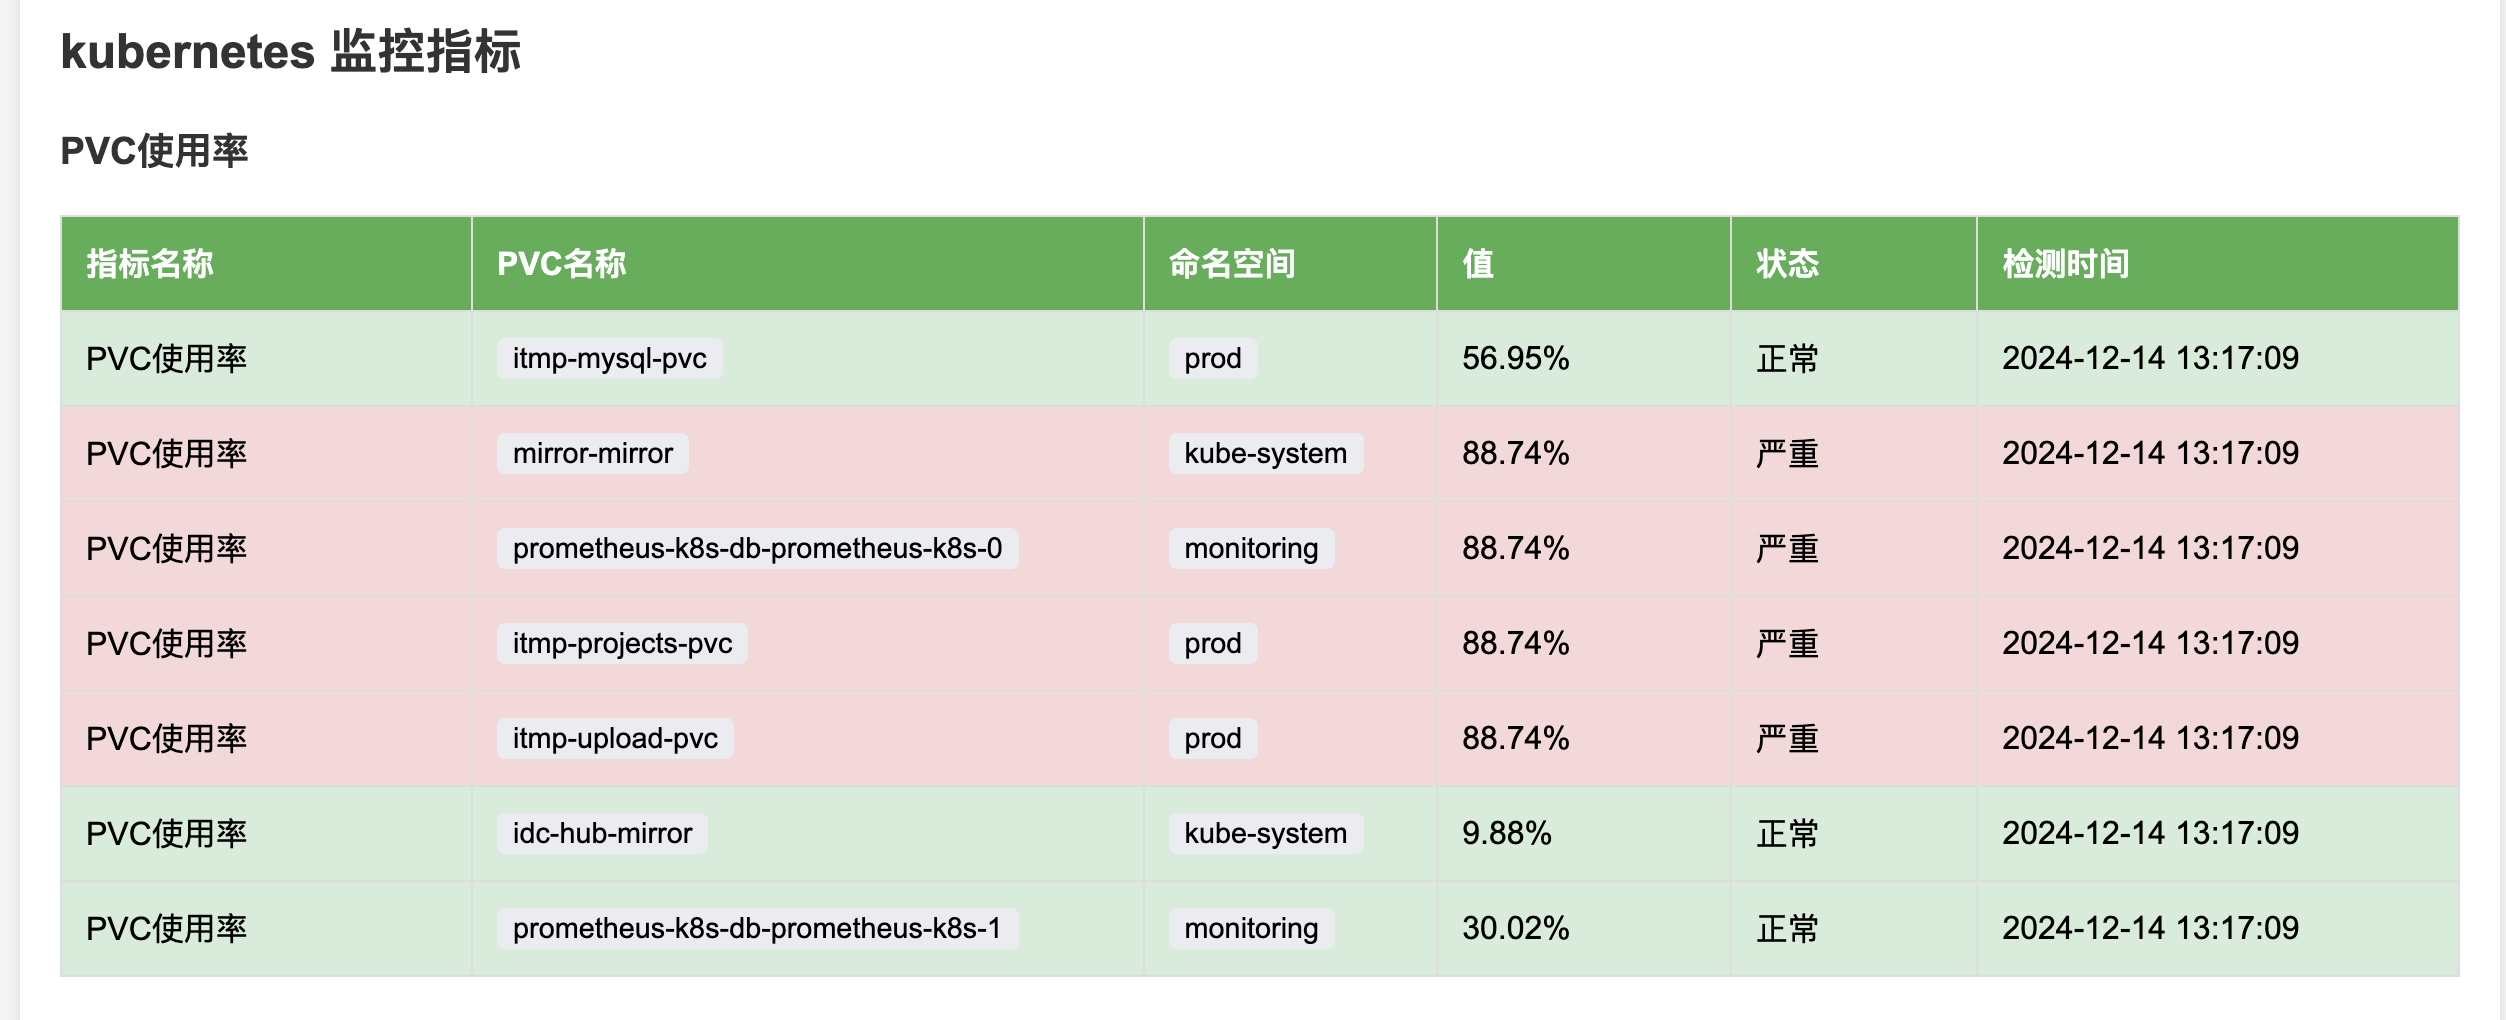 kubernetes 监控指标
PVC使用率
指标名称 PVC名称 命名空间 值 状态 检测时间
PVC使用率 itmp-mysql-pvc prod 56.95% 正常 2024-12-14 13:17:09
PVC使用率 mirror-mirror kube-system 88.74% 严重 2024-12-14 13:17:09
PVC使用率 prometheus-k8s-db-prometheus-k8s-0 monitoring 88.74% 严重 2024-12-14 13:17:09
PVC使用率 itmp-projects-pvc prod 88.74% 严重 2024-12-14 13:17:09
PVC使用率 itmp-upload-pvc prod 88.74% 严重 2024-12-14 13:17:09
PVC使用率 idc-hub-mirror kube-system 9.88% 正常 2024-12-14 13:17:09
PVC使用率 prometheus-k8s-db-prometheus-k8s-1 monitoring 30.02% 正常 2024-12-14 13:17:09